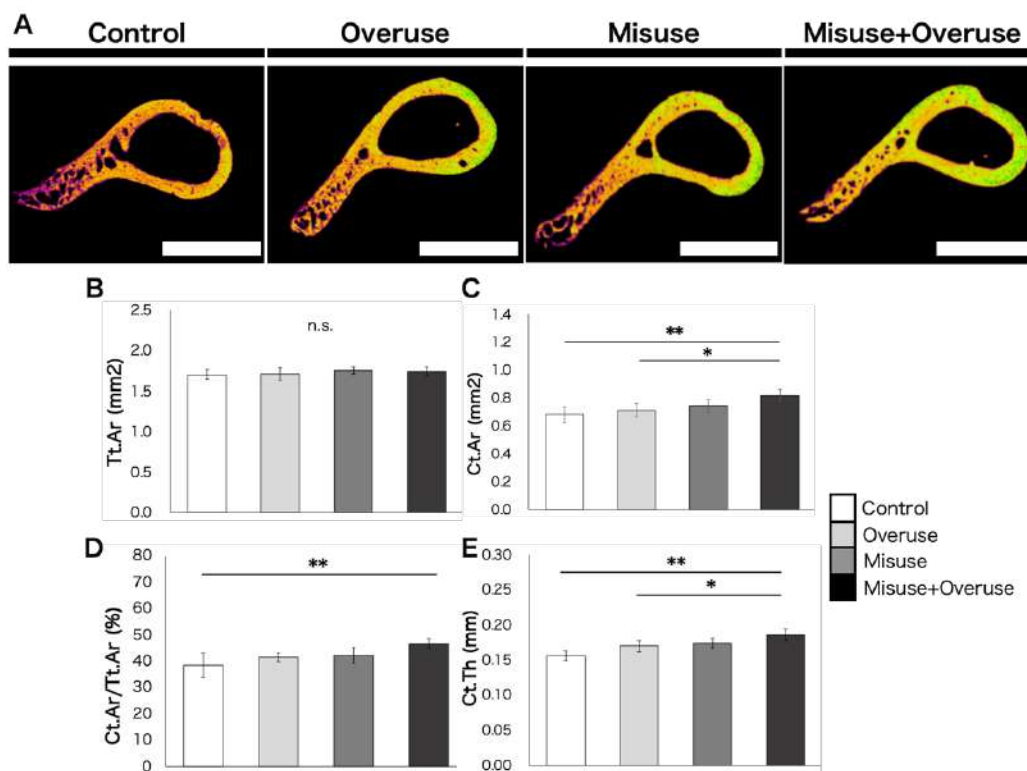 A
Control Overuse Misuse Misuse+Overuse
B
Tt.Ar (mm2)
2.5
2.0
1.5
1.0
0.5
0.0
n.s.
C
Ct.Ar (mm2)
1.4
1.2
1.0
0.8
0.6
0.4
0.2
0.0
**
*
D
Ct.Ar/Tt.Ar (%)
80
70
60
50
40
30
20
10
0
**
E
Ct.Th (mm)
0.30
0.25
0.20
0.15
0.10
0.05
0.00
**
*
Control
Overuse
Misuse
Misuse+Overuse